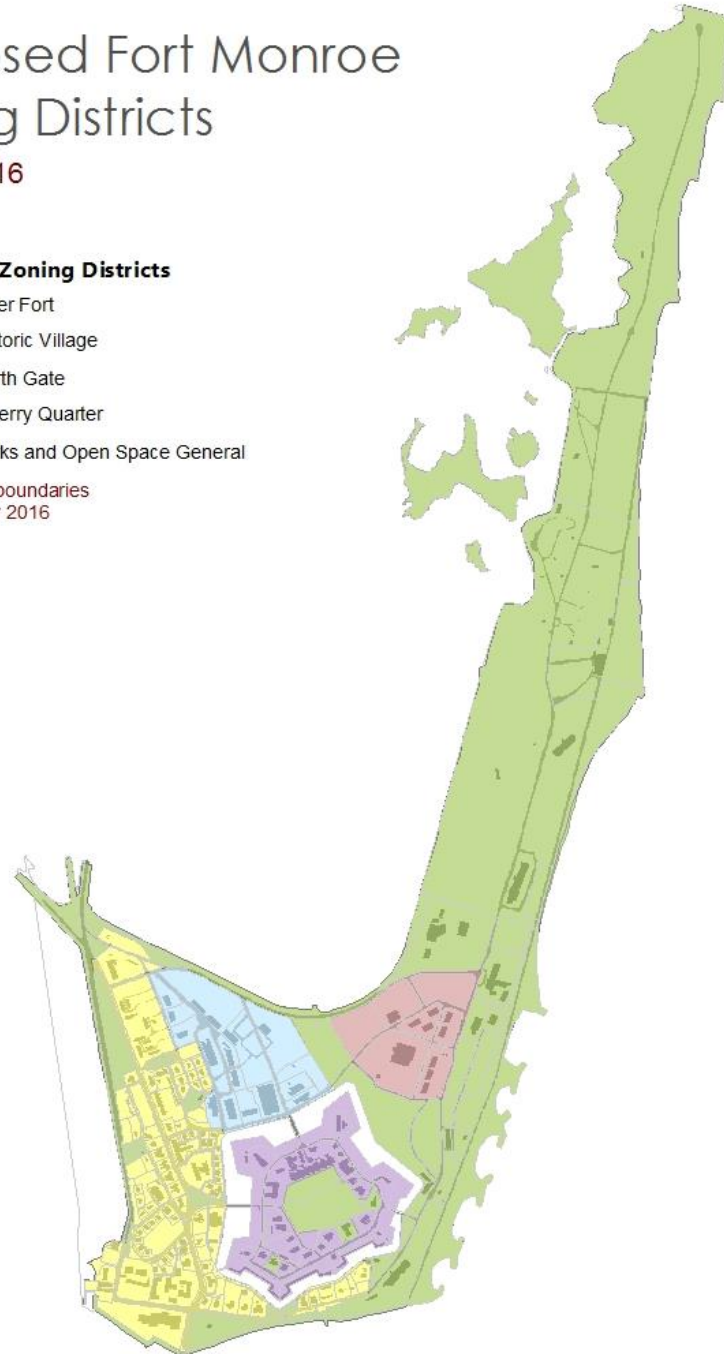 sed Fort Monroe
g Districts
16
Zoning Districts
er Fort
toric Village
th Gate
erry Quarter
ks and Open Space General
boundaries
2016